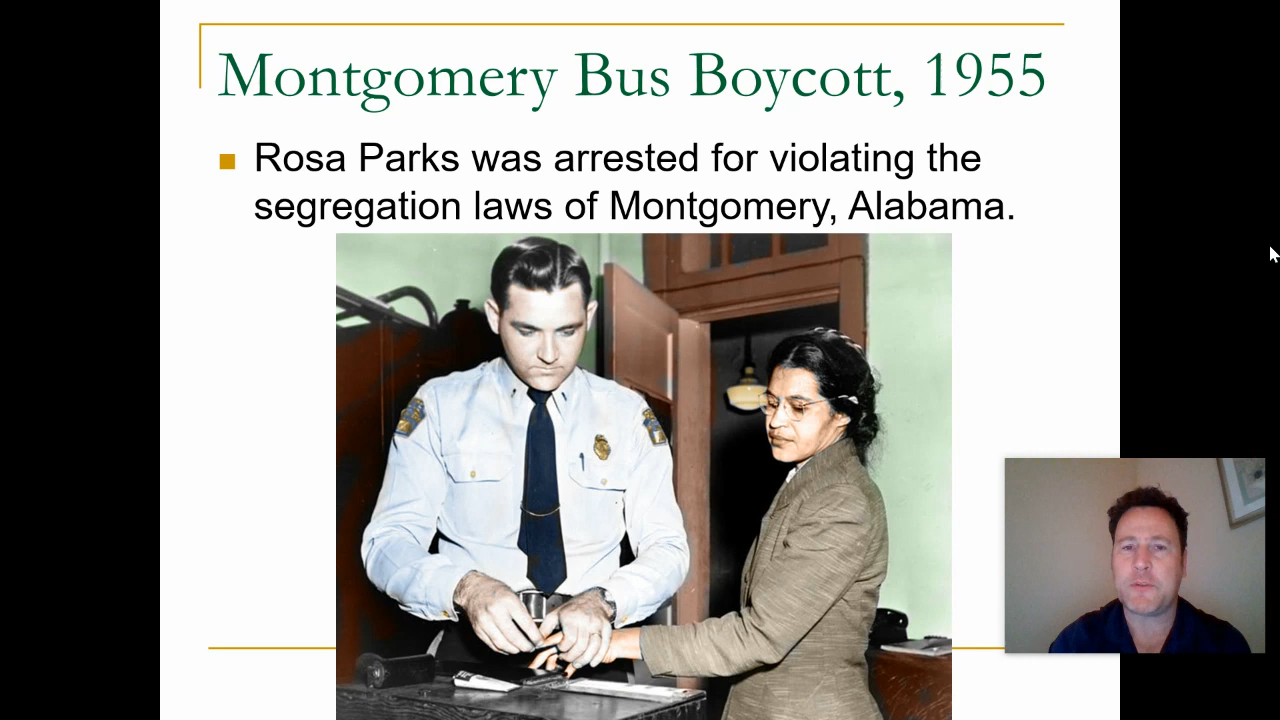 Montgomery Bus Boycott, 1955
Rosa Parks was arrested for violating the
segregation laws of Montgomery, Alabama.